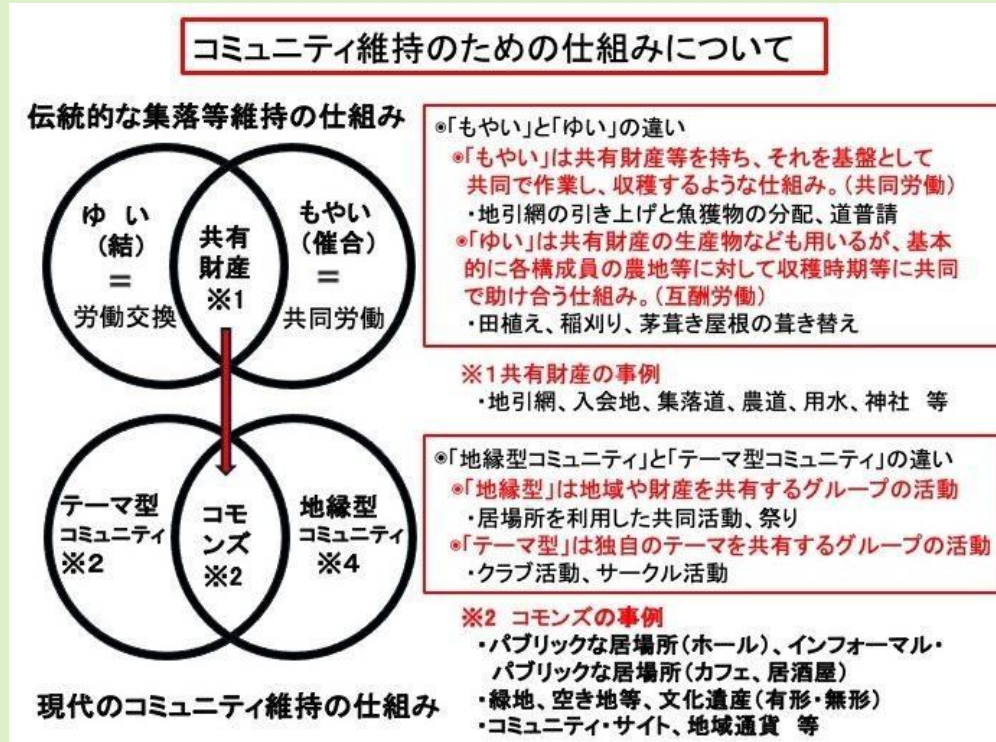 コミュニティ維持のための仕組みについて
伝統的な集落等維持の仕組み
ゆ い
(結)
=
労働交換
共有
財産
※1
もやい
(催合)
=
共同労働
◉「もやい」と「ゆい」の違い
◉「もやい」は共有財産等を持ち、それを基盤として
共同で作業し、収穫するような仕組み。(共同労働)
・地引網の引き上げと魚獲物の分配、道普請
◉「ゆい」は共有財産の生産物なども用いるが、基本
的に各構成員の農地等に対して収穫時期等に共同
で助け合う仕組み。(互酬労働)
・田植え、稲刈り、茅葺き屋根の葺き替え
※1共有財産の事例
・地引網、入会地、集落道、農道、用水、神社 等
テーマ型
コミュニティ
※2
コモ
ンズ
※2
地縁型
コミュニティ
※4
◉「地縁型コミュニティ」と「テーマ型コミュニティ」の違い
◉「地縁型」は地域や財産を共有するグループの活動
・居場所を利用した共同活動、祭り
◉「テーマ型」は独自のテーマを共有するグループの活動
・クラブ活動、サークル活動
※2 コモンズの事例
・パブリックな居場所(ホール)、インフォーマル・
パブリックな居場所(カフェ、居酒屋)
・緑地、空き地等、文化遺産(有形・無形)
・コミュニティ・サイト、地域通貨 等
現代のコミュニティ維持の仕組み